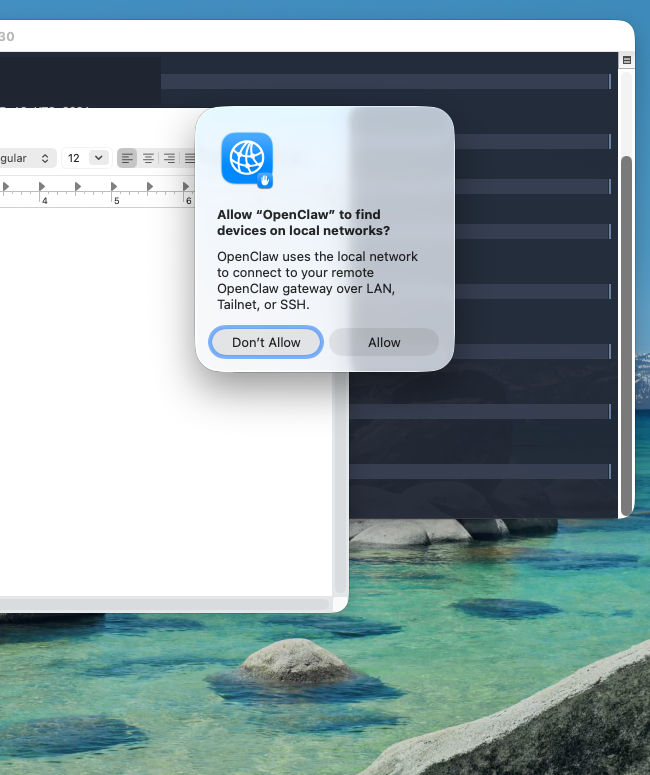 30
gular
12
4
5
6
Allow “OpenClaw” to find
devices on local networks?
OpenClaw uses the local network
to connect to your remote
OpenClaw gateway over LAN,
Tailnet, or SSH.
Don’t Allow
Allow